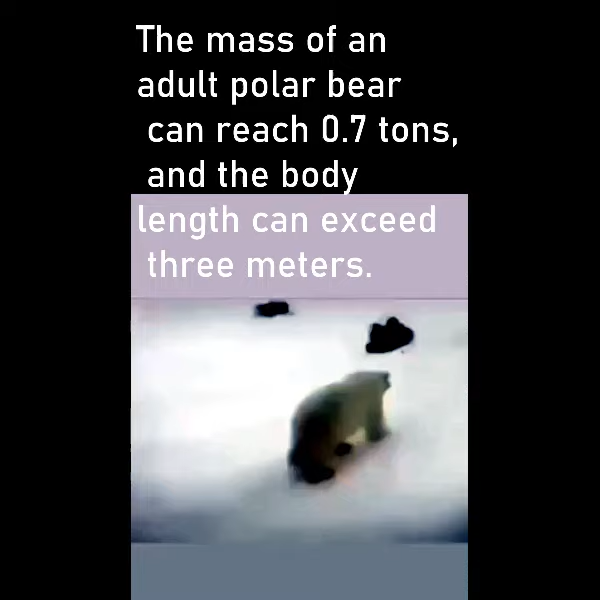 The mass of an
adult polar bear
can reach 0.7 tons,
and the body
length can exceed
three meters.